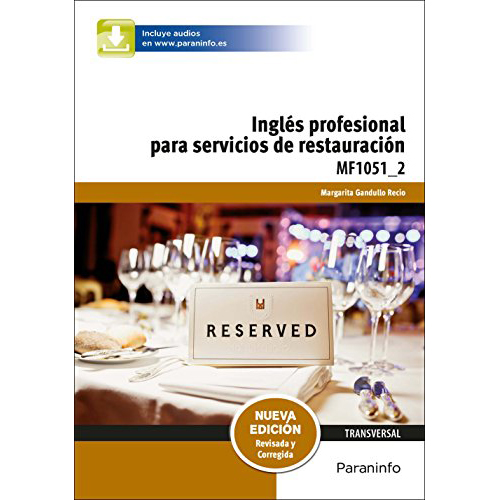 Incluye audios
en www.paraninfo.es
Inglés profesional
para servicios de restauración
MF1051_2
Margarita Gandullo Recio
RESERVED
NUEVA
EDICIÓN
Revisada y
Corregida
TRANSVERSAL
Paraninfo